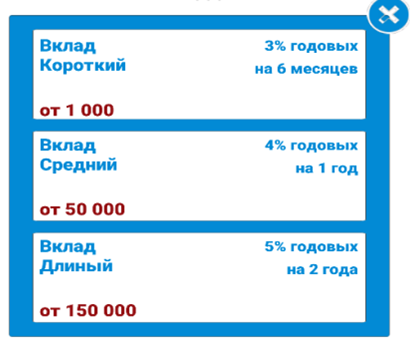 Вклад
Короткий
3% годовых
на 6 месяцев
от 1 000
Вклад
Средний
4% годовых
на 1 год
от 50 000
Вклад
Длиный
5% годовых
на 2 года
от 150 000